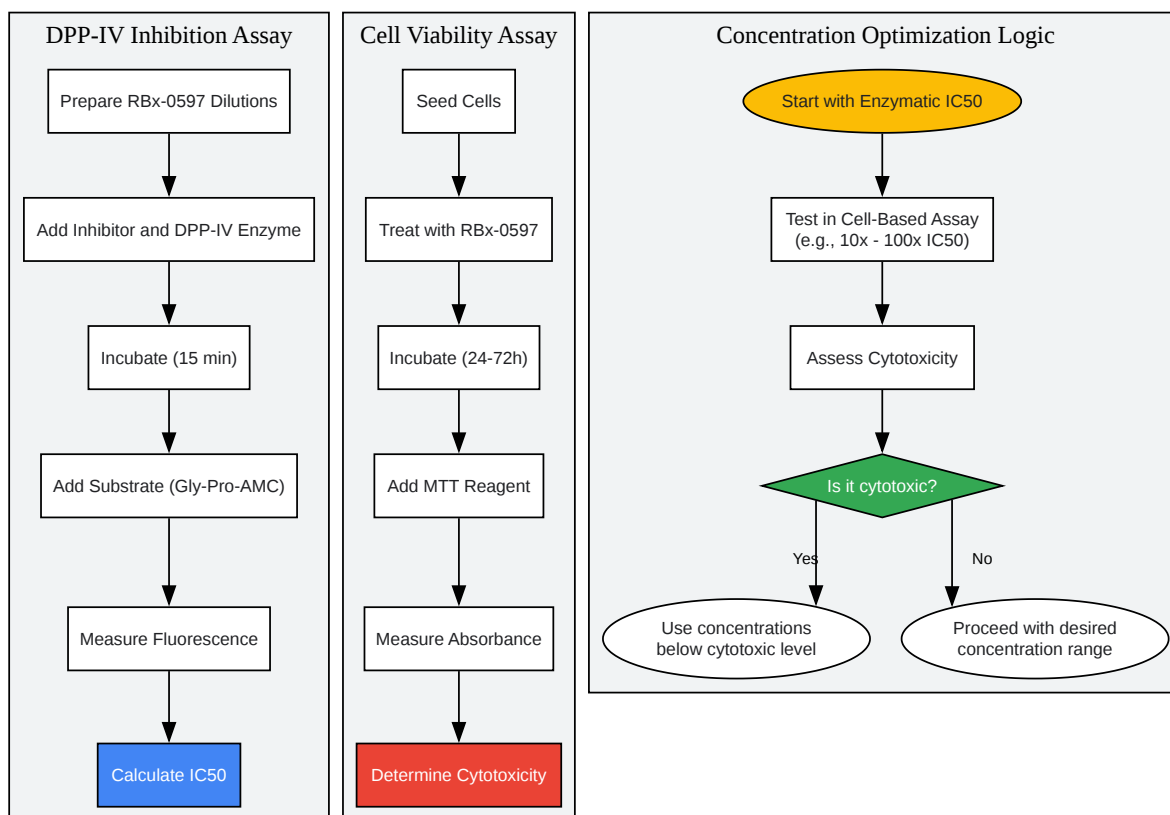 DPP-IV Inhibition Assay
Prepare RBx-0597 Dilutions
Add Inhibitor and DPP-IV Enzyme
Incubate (15 min)
Add Substrate (Gly-Pro-AMC)
Measure Fluorescence
Calculate IC50
Cell Viability Assay
Seed Cells
Treat with RBx-0597
Incubate (24-72h)
Add MTT Reagent
Measure Absorbance
Determine Cytotoxicity
Concentration Optimization Logic
Start with Enzymatic IC50
Test in Cell-Based Assay
(e.g., 10x - 100x IC50)
Assess Cytotoxicity
Is it cytotoxic?
Yes
No
Use concentrations
below cytotoxic level
Proceed with desired
concentration range